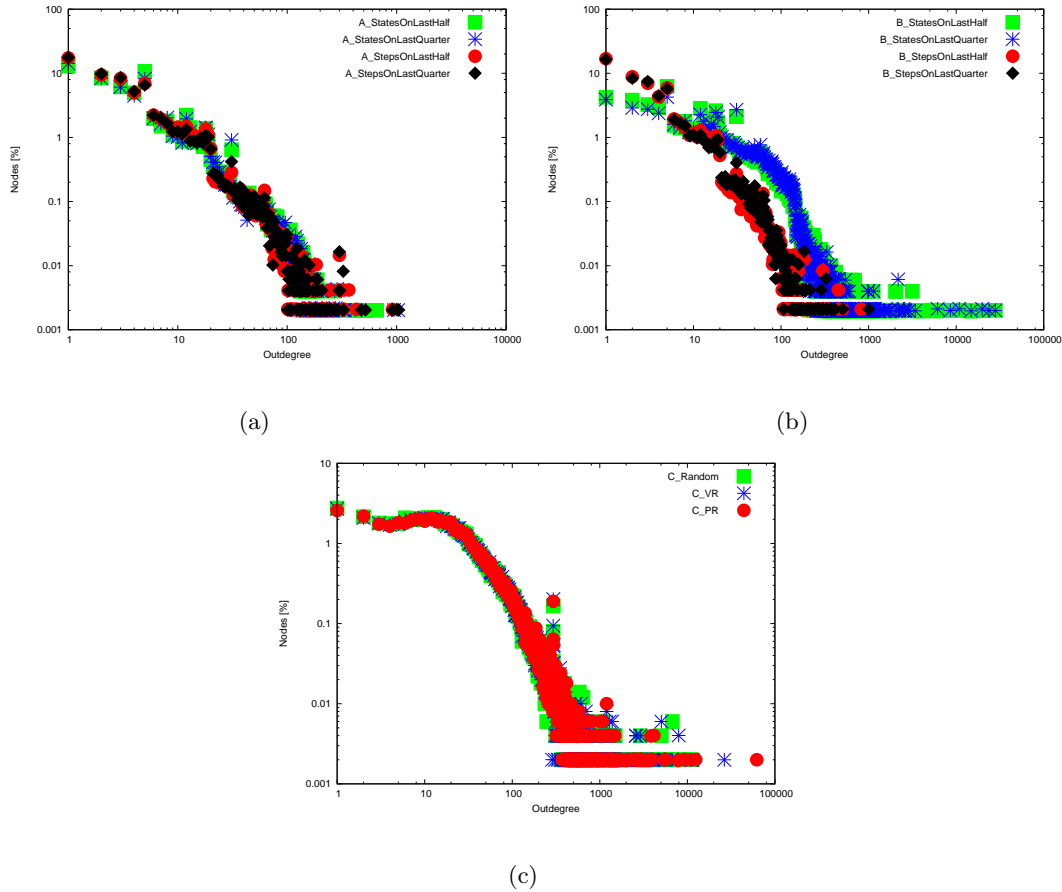 100%
10
1
0.1
0.01
0.001
Nodes [%]
1
10
100
1000
10000
Outdegree
A_StatesOnLastHalf
A_StatesOnLastQuarter
A_StepsOnLastHalf
A_StepsOnLastQuarter
(a)
100%
10
1
0.1
0.01
0.001
Nodes [%]
1
10
100
1000
10000
100000
Outdegree
B_StatesOnLastHalf
B_StatesOnLastQuarter
B_StepsOnLastHalf
B_StepsOnLastQuarter
(b)
10
1
0.1
0.01
0.001
Nodes [%]
1
10
100
1000
10000
100000
Outdegree
C_Random
C_VR
C_PR
(c)